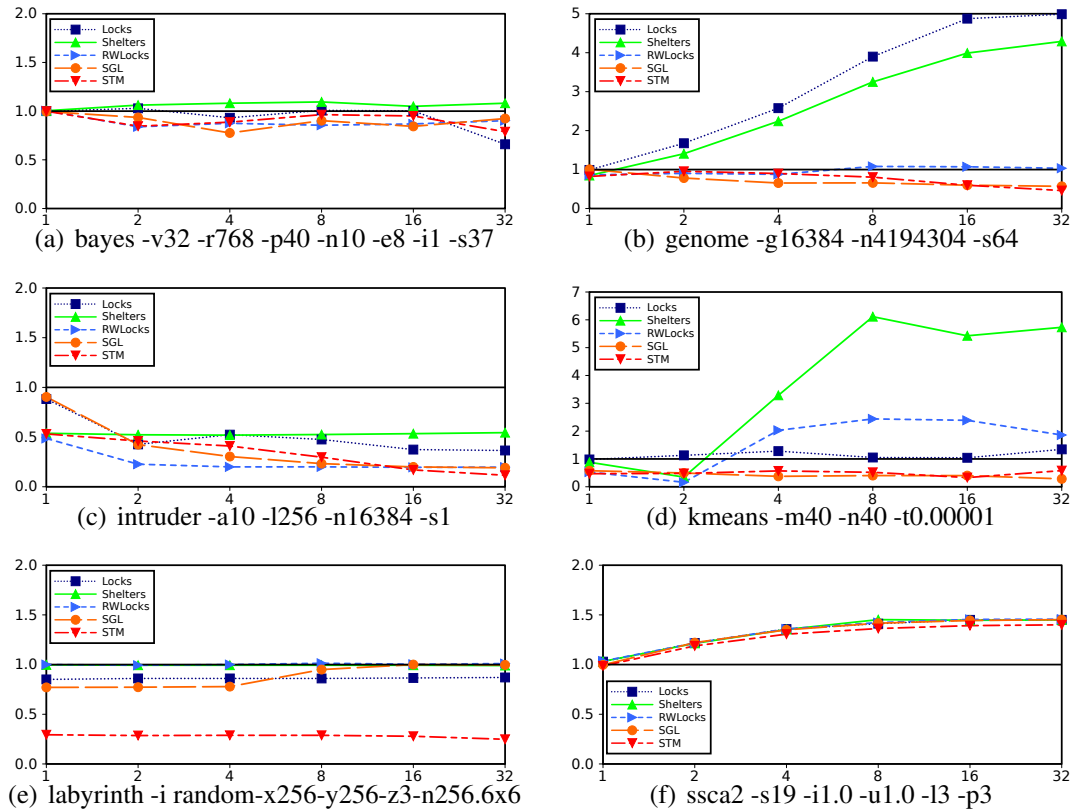 2.0
1.5
1.0
0.5
0.0
Locks
Shelters
RWLocks
SGL
STM
1 2 4 8 16 32
(a) bayes -v32 -r768 -p40 -n10 -e8 -i1 -s37
5
4
3
2
1
0
Locks
Shelters
RWLocks
SGL
STM
1 2 4 8 16 32
(b) genome -g16384 -n4194304 -s64
2.0
1.5
1.0
0.5
0.0
Locks
Shelters
RWLocks
SGL
STM
1 2 4 8 16 32
(c) intruder -a10 -l256 -n16384 -s1
7
6
5
4
3
2
1
0
Locks
Shelters
RWLocks
SGL
STM
1 2 4 8 16 32
(d) kmeans -m40 -n40 -t0.00001
2.0
1.5
1.0
0.5
0.0
Locks
Shelters
RWLocks
SGL
STM
1 2 4 8 16 32
(e) labyrinth -i random-x256-y256-z3-n256.6x6
2.0
1.5
1.0
0.5
0.0
Locks
Shelters
RWLocks
SGL
STM
1 2 4 8 16 32
(f) ssca2 -s19 -i1.0 -u1.0 -l3 -p3